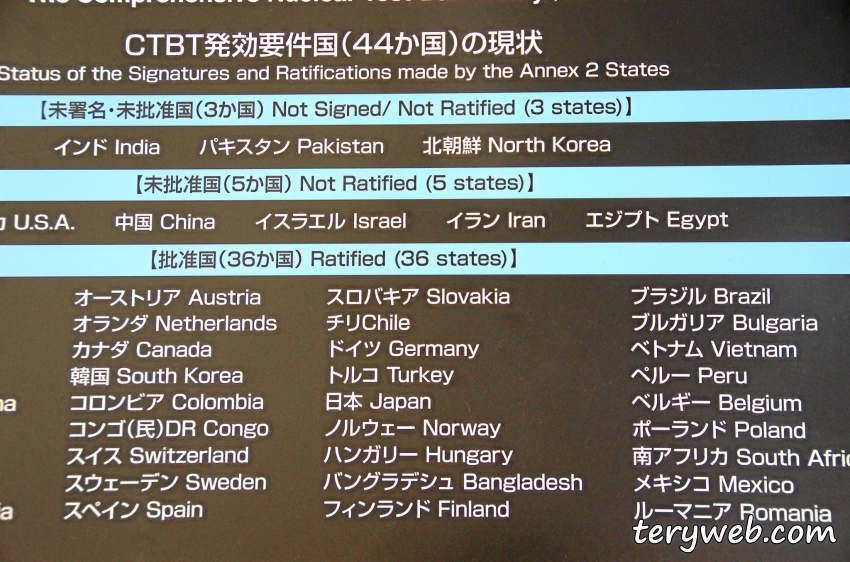 CTBT発効要件国(44か国)の現状
Status of the Signatures and Ratifications made by the Annex 2 States
【未署名・未批准国(3か国) Not Signed/ Not Ratified (3 states)】
インド India パキスタン Pakistan 北朝鮮 North Korea
【未批准国(5か国) Not Ratified (5 states)】
U.S.A. 中国 China イスラエル Israel イラン Iran エジプト Egypt
【批准国(36か国) Ratified (36 states)】
オーストリア Austria スロバキア Slovakia ブラジル Brazil
オランダ Netherlands チリChile ブルガリア Bulgaria
カナダ Canada ドイツ Germany ベトナム Vietnam
韓国 South Korea トルコ Turkey ペルー Peru
コロンビア Colombia 日本 Japan ベルギー Belgium
コンゴ(民)DR Congo ノルウェー Norway ポーランド Poland
スイス Switzerland ハンガリー Hungary 南アフリカ South Afric
スウェーデン Sweden バングラデシュ Bangladesh メキシコ Mexico
スペイン Spain フィンランド Finland ルーマニア Romania
teryweb.com